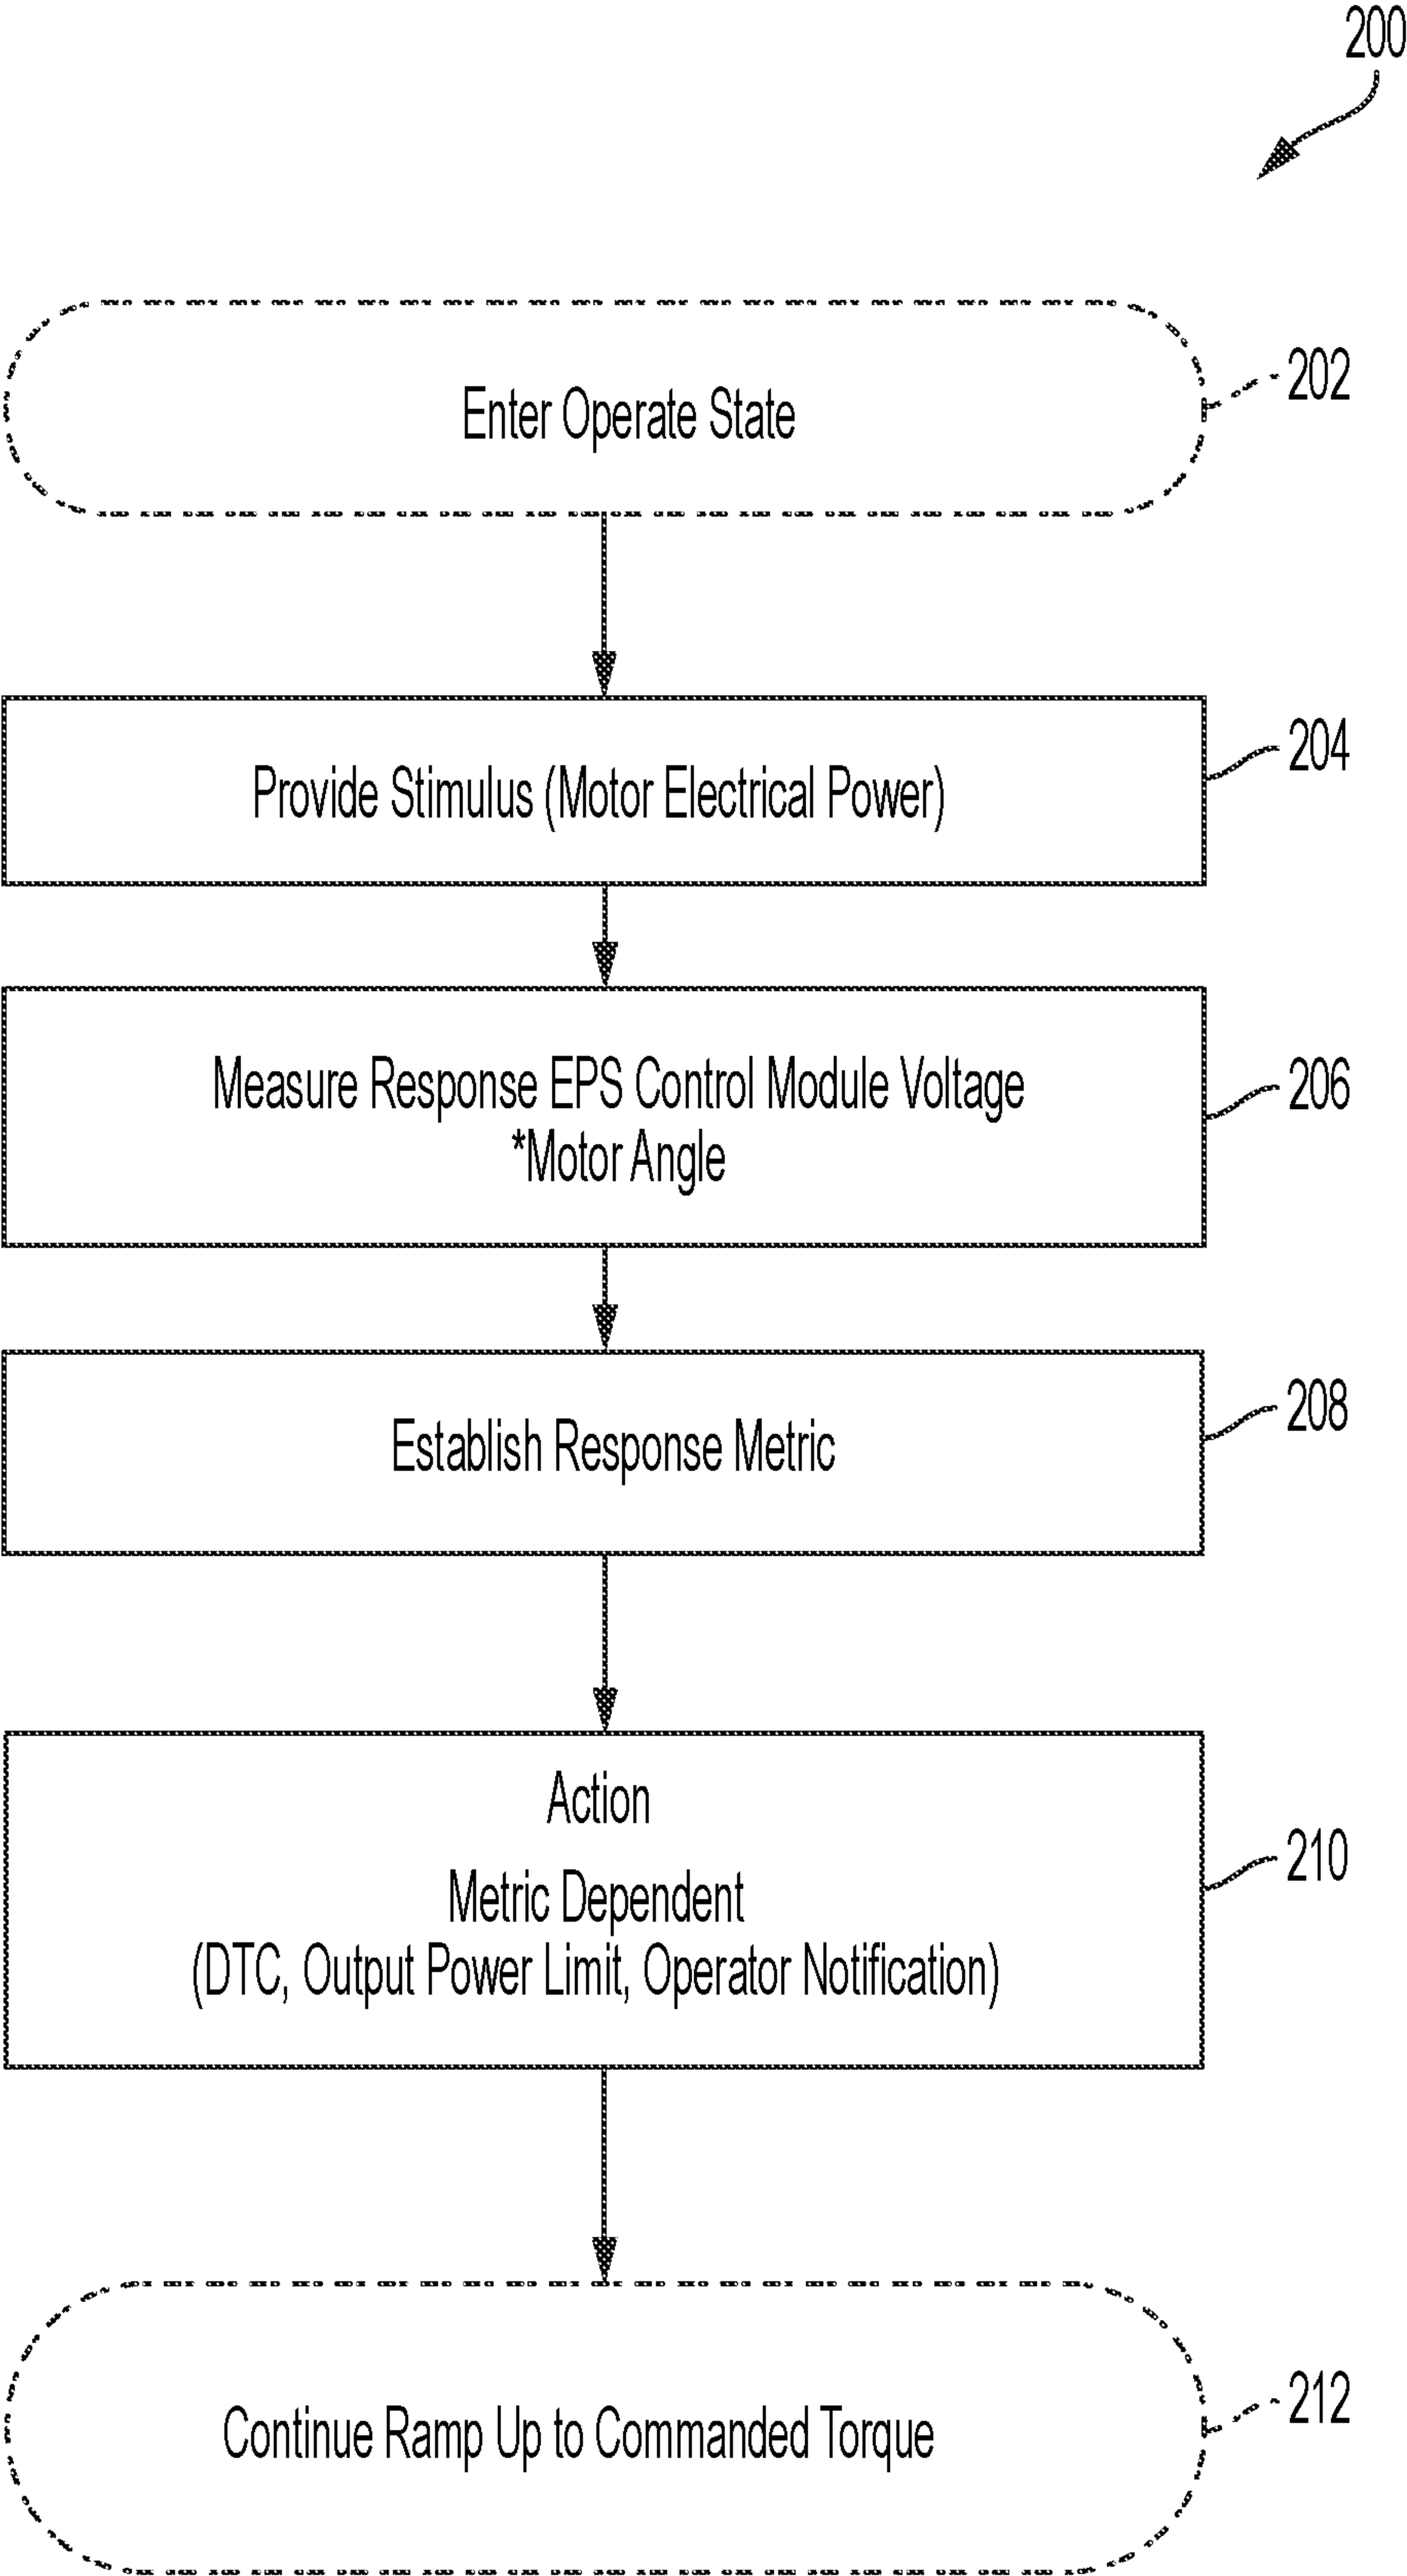 200
Enter Operate State
202
Provide Stimulus (Motor Electrical Power)
204
Measure Response EPS Control Module Voltage
*Motor Angle
206
Establish Response Metric
208
Action
Metric Dependent
(DTC, Output Power Limit, Operator Notification)
210
Continue Ramp Up to Commanded Torque
212